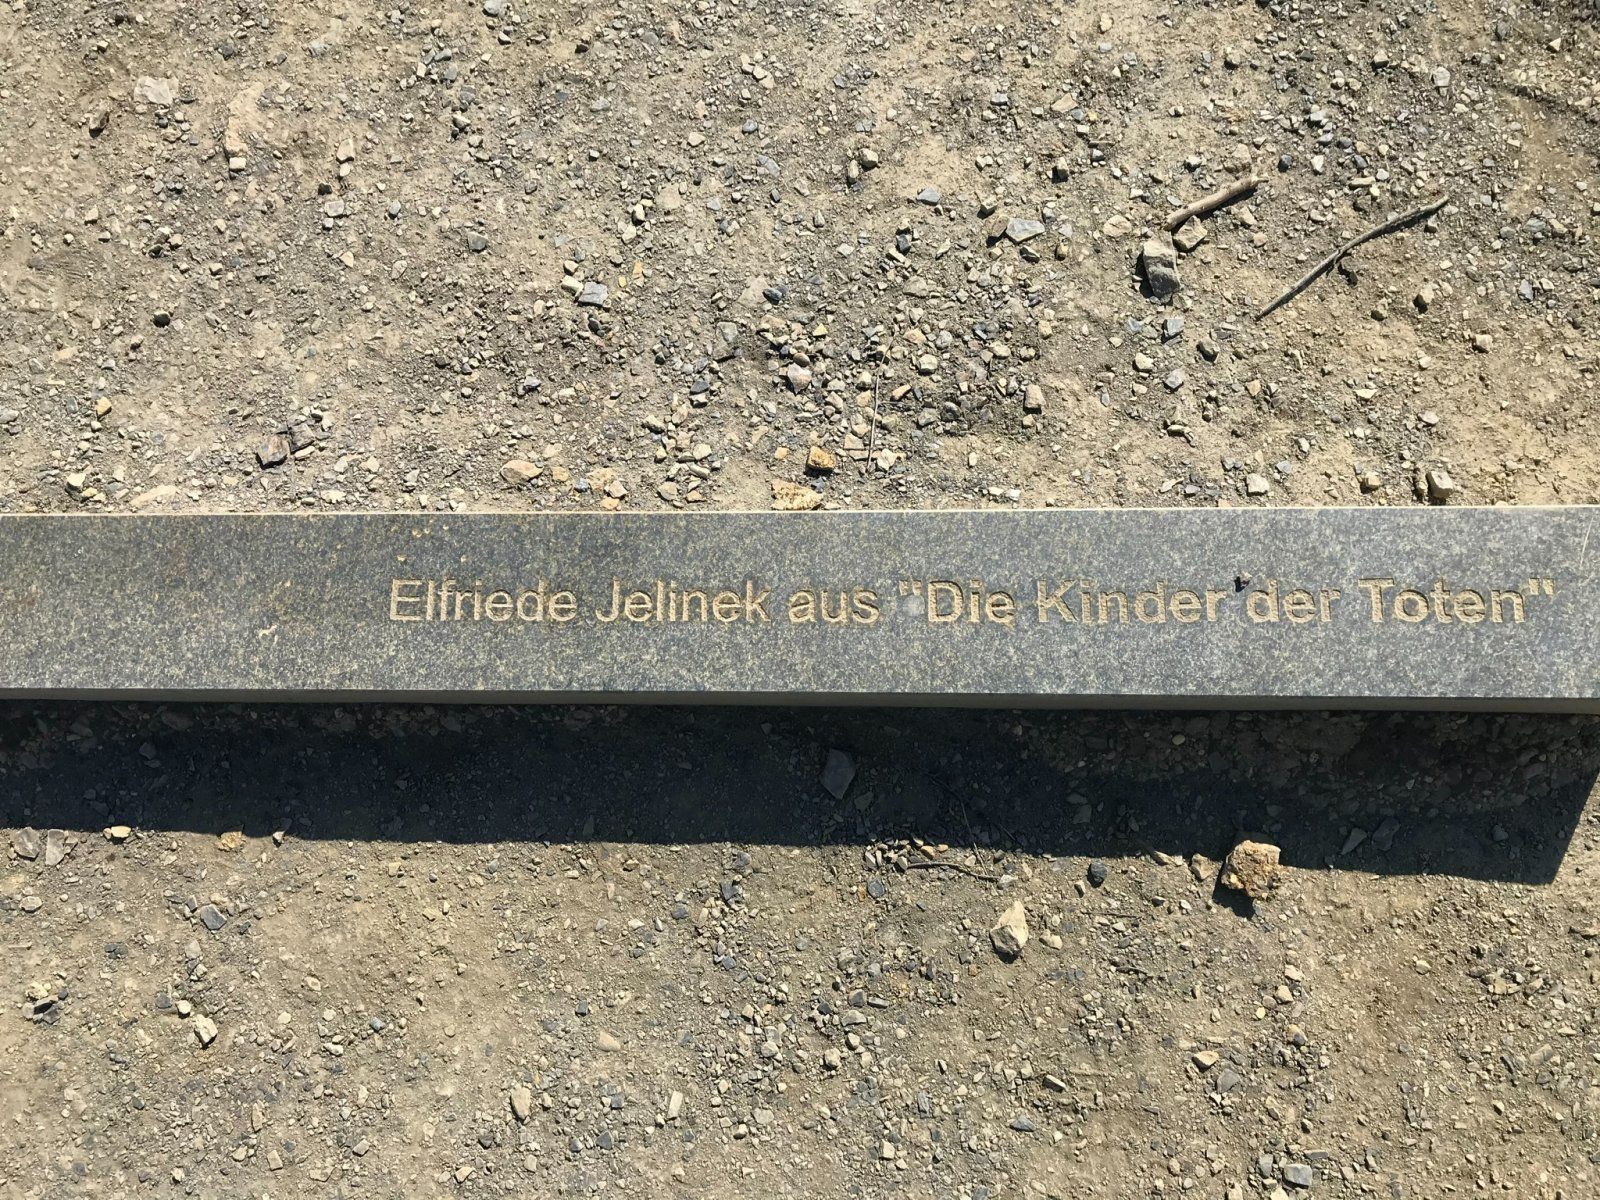 Elfriede Jelinek aus "Die Kinder der Toten"